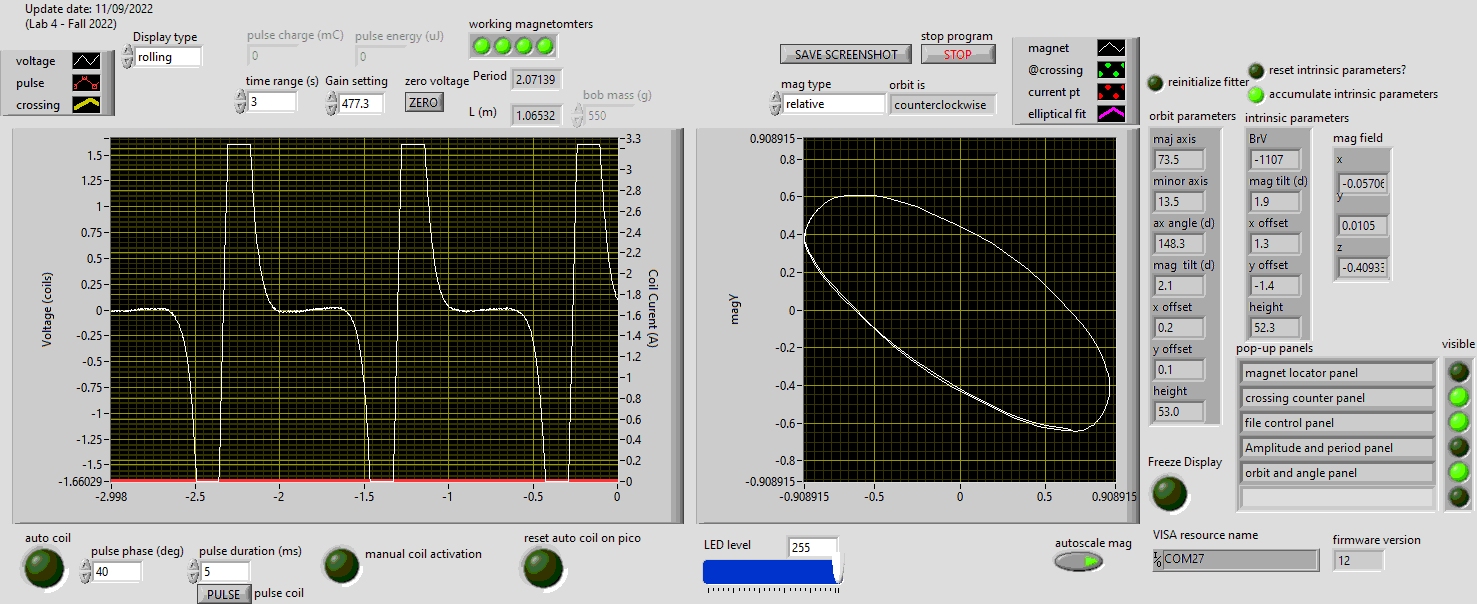 Update date: 11/09/2022
(Lab 4 - Fall 2022)
voltage
pulse
crossing
Display type
rolling
pulse charge (mC)
0
pulse energy (uJ)
0
time range (s)
3
Gain setting
477.3
zero voltage
ZERO
working magnetomters
Period
2.07139
L (m)
1.06532
bob mass (g)
550
SAVE SCREENSHOT
stop program
STOP
mag type
relative
orbit is
counterclockwise
magnet
@crossing
current pt
elliptical fit
reinitialize fitter
reset intrinsic parameters?
accumulate intrinsic parameters
orbit parameters
maj axis
73.5
minor axis
13.5
ax angle (d)
148.3
mag tilt (d)
2.1
x offset
0.2
y offset
0.1
height
53.0
intrinsic parameters
BrV
-1107
mag tilt (d)
1.9
x offset
1.3
y offset
-1.4
height
52.3
mag field
x
-0.0570
y
0.0105
z
-0.4093
Voltage (coils)
1.5-
1.25-
1-
0.75-
0.5-
0.25-
0-
-0.25-
-0.5-
-0.75-
-1-
-1.25-
-1.5-
-1.66029-
-2.998
-2.5
-2
-1.5
-1
-0.5
0
3.3
-3
-2.8
-2.6
-2.4
-2.2
-2
-1.8
-1.6
-1.4
-1.2
-1
-0.8
-0.6
-0.4
-0.2
-0
Coil Curent (A)
magY
0.908915-
0.8-
0.6-
0.4-
0.2-
0-
-0.2-
-0.4-
-0.6-
-0.8-
-0.908915-
-0.908915
-0.5
0
0.5
0.908915
pop-up panels
visible
magnet locator panel
crossing counter panel
file control panel
Amplitude and period panel
orbit and angle panel
Freeze Display
auto coil
pulse phase (deg)
40
pulse duration (ms)
5
PULSE
pulse coil
manual coil activation
reset auto coil on pico
LED level
255
autoscale mag
VISA resource name
COM27
firmware version
12